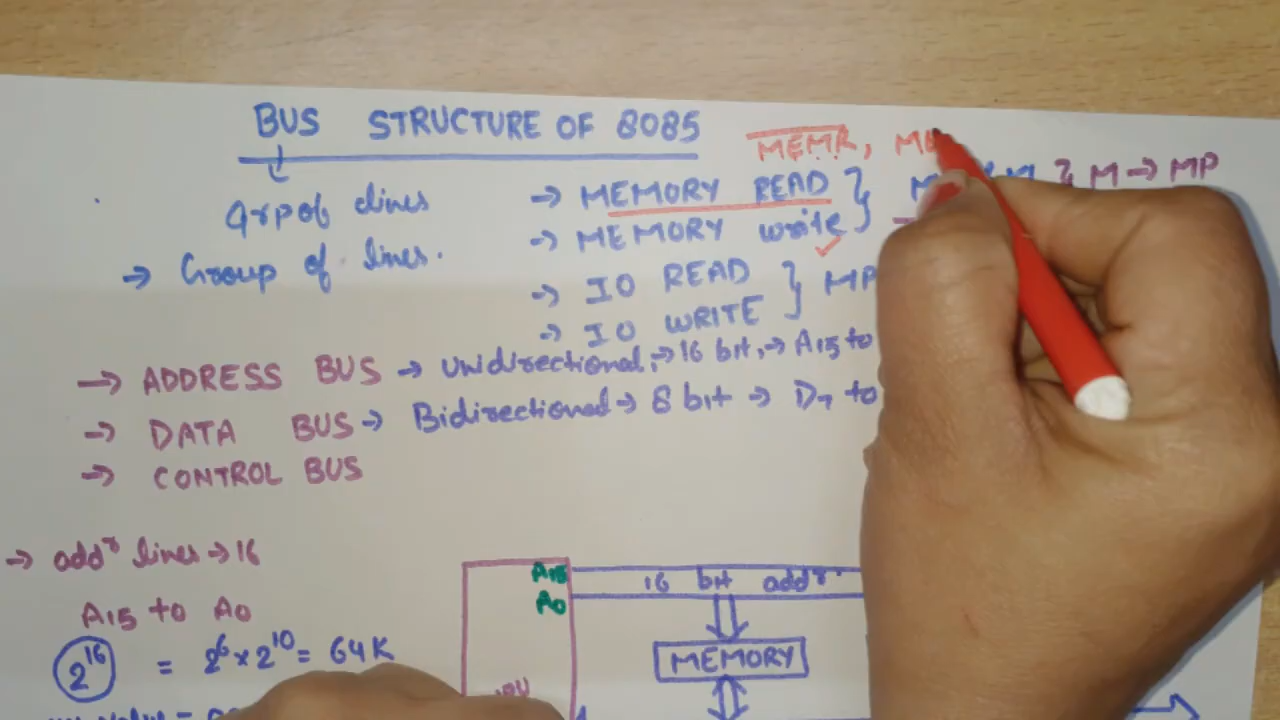 BUS STRUCTURE OF 8085
MEMR, ME
Grp of lines
→ Group of lines.
→ MEMORY READ }
→ MEMORY write
M → MP
→ IO READ } MP
→ IO WRITE
→ ADDRESS BUS → Unidirectional, → 16 bit, → A15 to
→ DATA BUS → Bidirectional → 8 bit → D7 to
→ CONTROL BUS
→ addr lines → 16
A15 to A0
2^16 = 2^6 × 2^10 = 64K
A15
A0
16 bit addr.
MEMORY